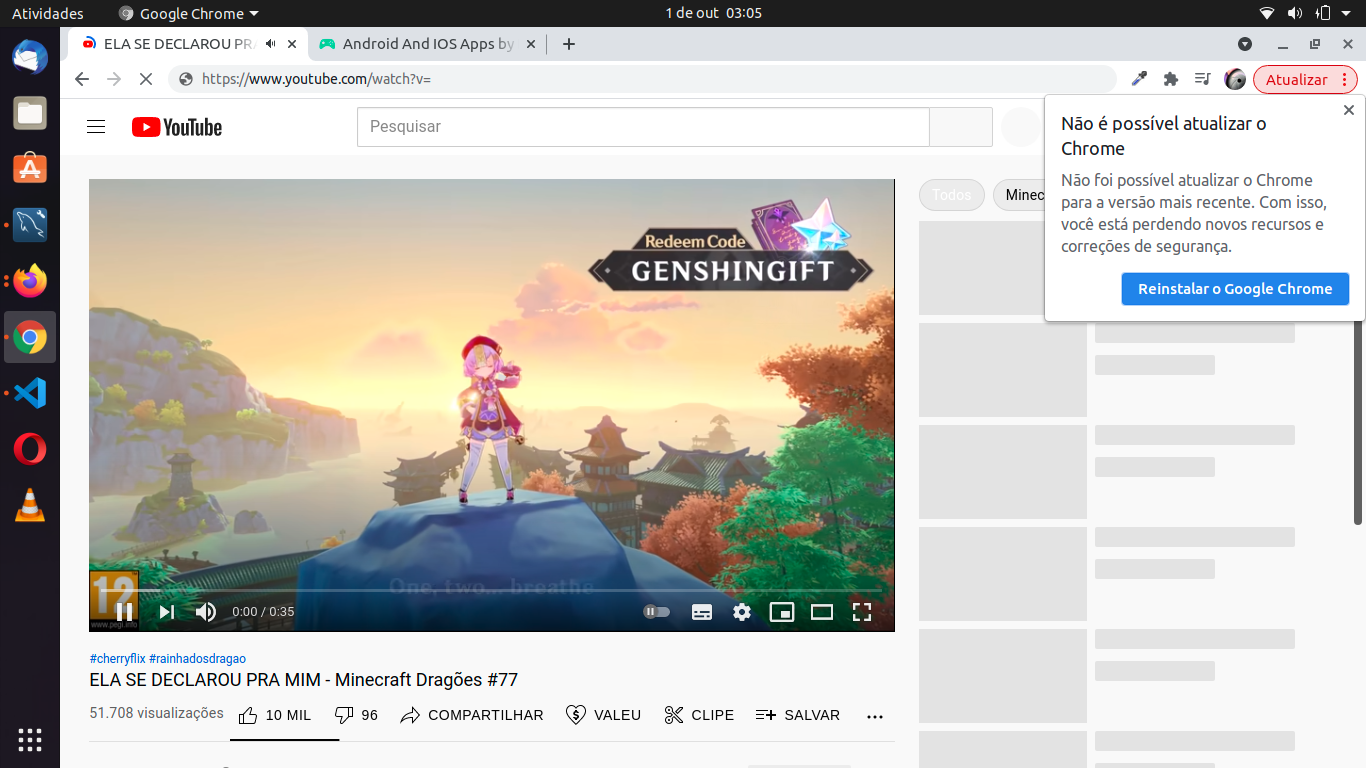 Atividades
Google Chrome
1 de out 03:05
ELA SE DECLAROU PR
Android And IOS Apps by
https://www.youtube.com/watch?v=
Atualizar
YouTube
Pesquisar
Não é possível atualizar o
Chrome
Não foi possível atualizar o Chrome
para a versão mais recente. Com isso,
você está perdendo novos recursos e
correções de segurança.
Reinstalar o Google Chrome
Todos
Minec
Redeem Code
GENSHINGIFT
One, two... breathe
12
www.pegi.info
0:00 / 0:35
#cherryflix #rainhadosdragao
ELA SE DECLAROU PRA MIM - Minecraft Dragões #77
51.708 visualizações
10 MIL
96
COMPARTILHAR
VALEU
CLIPE
SALVAR